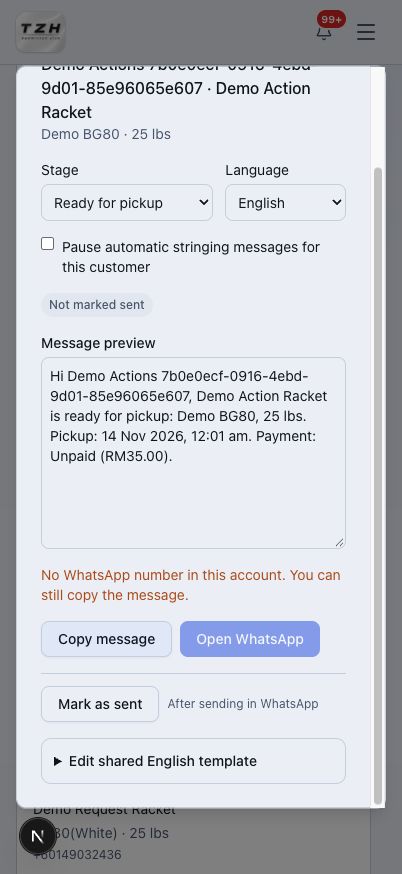 TZH
99+
Demo Actions 7b0e0ecf-0916-4ebd-
9d01-85e96065e607 · Demo Action
Racket
Demo BG80 · 25 lbs
Stage
Language
Ready for pickup
English
Pause automatic stringing messages for
this customer
Not marked sent
Message preview
Hi Demo Actions 7b0e0ecf-0916-4ebd-
9d01-85e96065e607, Demo Action Racket
is ready for pickup: Demo BG80, 25 lbs.
Pickup: 14 Nov 2026, 12:01 am. Payment:
Unpaid (RM35.00).
No WhatsApp number in this account. You can
still copy the message.
Copy message
Open WhatsApp
Mark as sent
After sending in WhatsApp
Edit shared English template
Demo Request Racket
80(White) · 25 lbs
N
60149032436